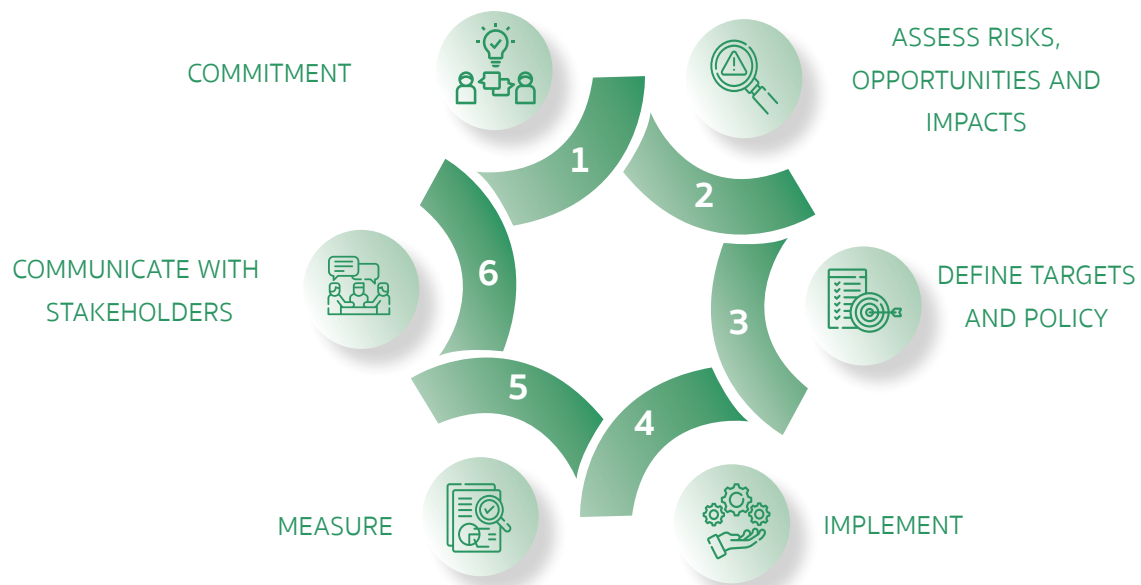 COMMITMENT
1
ASSESS RISKS,
OPPORTUNITIES AND
IMPACTS
2
DEFINE TARGETS
AND POLICY
3
IMPLEMENT
4
MEASURE
5
COMMUNICATE WITH
STAKEHOLDERS
6